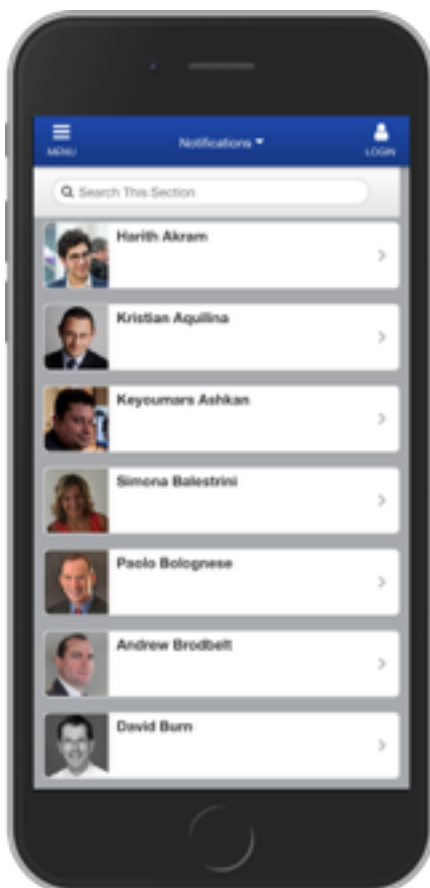 MENU
Notifications
LOGIN
Search This Section
Harith Akram
Kristian Aquilina
Keyoumars Ashkan
Simona Balestrini
Paolo Bolognese
Andrew Brodbelt
David Burn